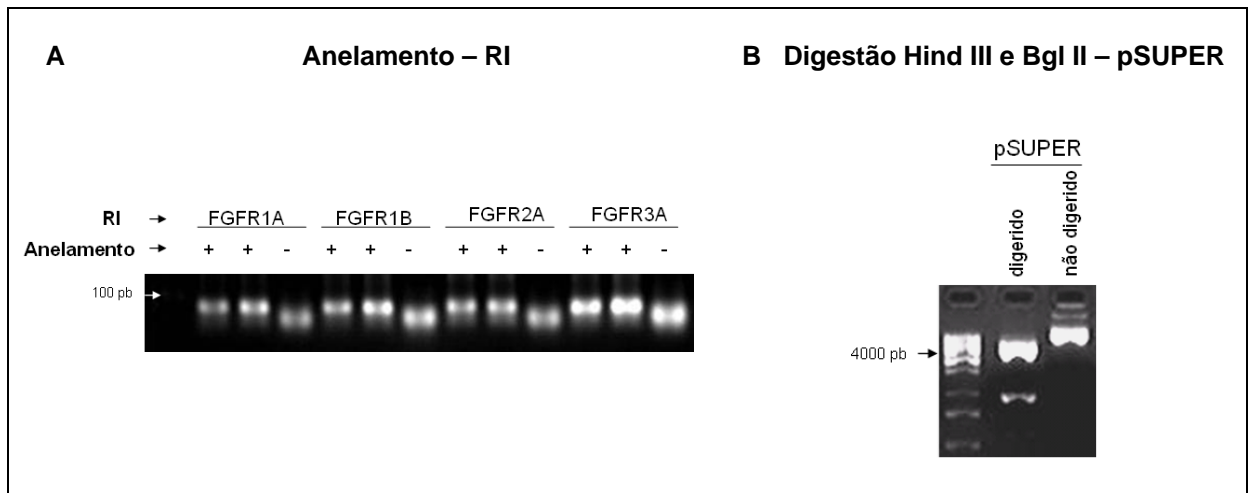 A Anelamento – RI
RI → FGFR1A FGFR1B FGFR2A FGFR3A
Anelamento → + + - + + - + + - + + -
100 pb
B Digestão Hind III e Bgl II – pSUPER
pSUPER
digerido
não digerido
4000 pb